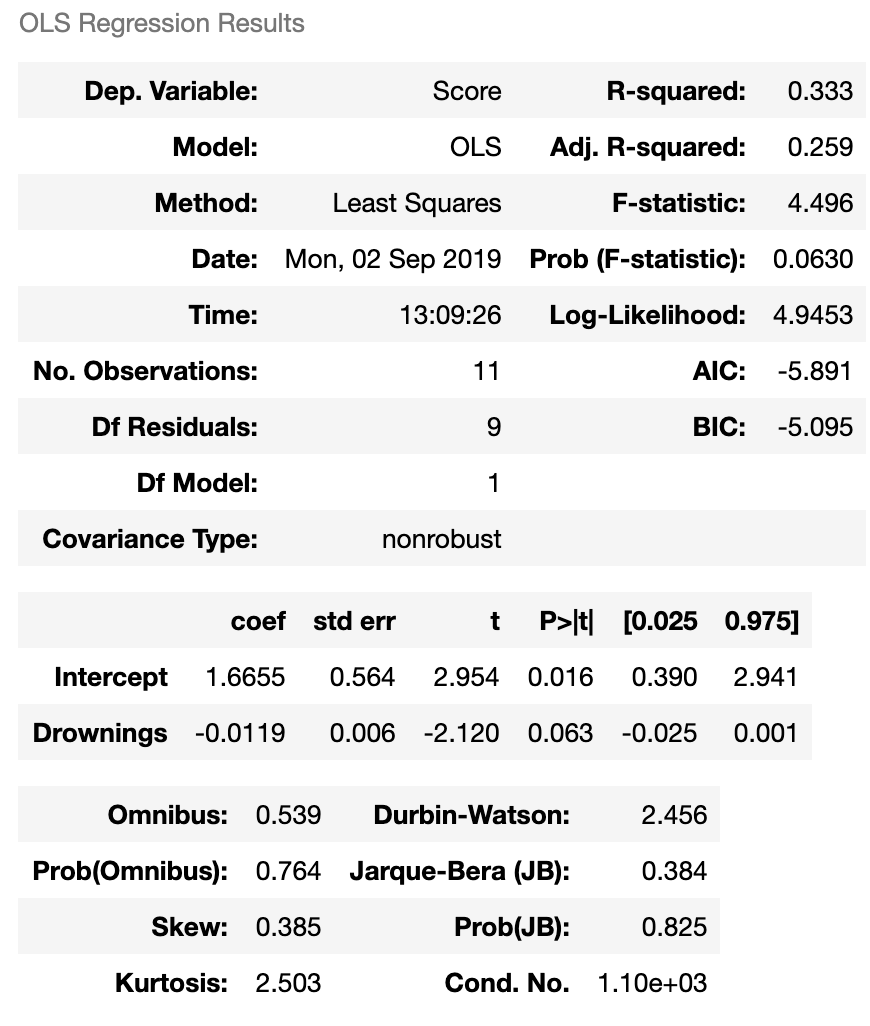 OLS Regression Results
Dep. Variable: Score R-squared: 0.333
Model: OLS Adj. R-squared: 0.259
Method: Least Squares F-statistic: 4.496
Date: Mon, 02 Sep 2019 Prob (F-statistic): 0.0630
Time: 13:09:26 Log-Likelihood: 4.9453
No. Observations: 11 AIC: -5.891
Df Residuals: 9 BIC: -5.095
Df Model: 1
Covariance Type: nonrobust
coef std err t P>|t| [0.025 0.975]
Intercept 1.6655 0.564 2.954 0.016 0.390 2.941
Drownings -0.0119 0.006 -2.120 0.063 -0.025 0.001
Omnibus: 0.539 Durbin-Watson: 2.456
Prob(Omnibus): 0.764 Jarque-Bera (JB): 0.384
Skew: 0.385 Prob(JB): 0.825
Kurtosis: 2.503 Cond. No. 1.10e+03